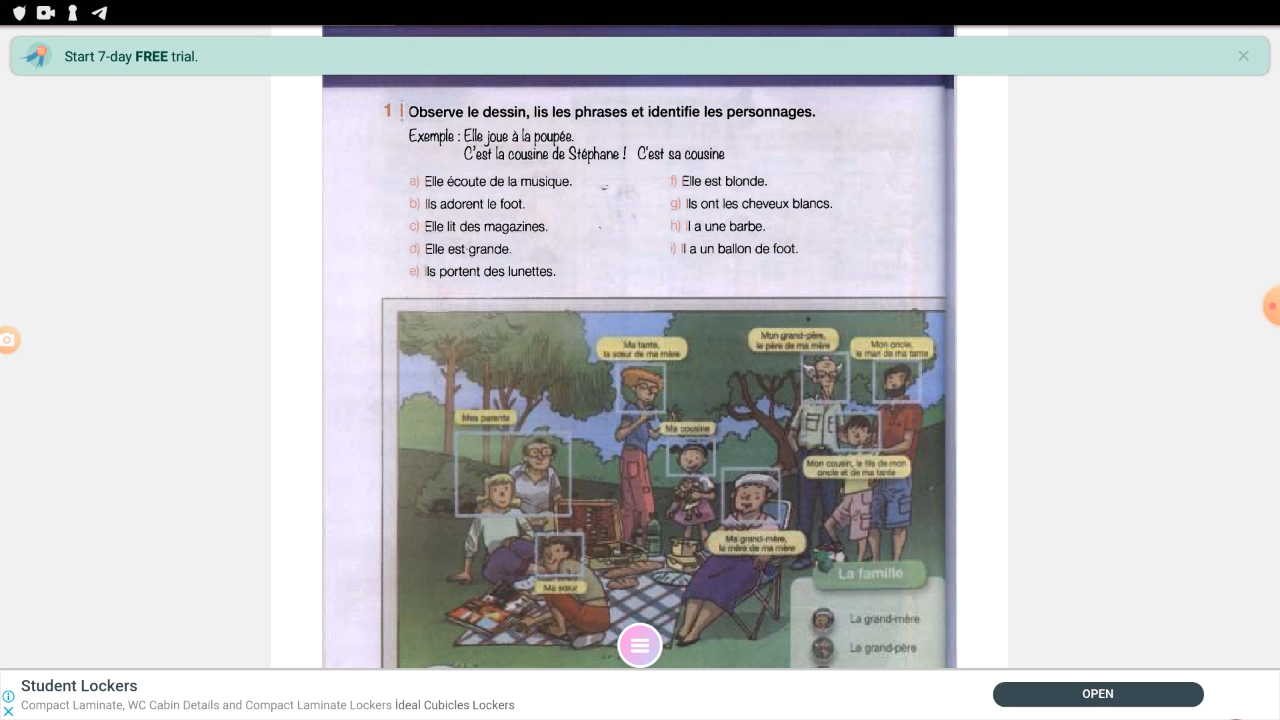 Start 7-day FREE trial.
1 Observe le dessin, lis les phrases et identifie les personnages.
Exemple : Elle joue à la poupée.
C'est la cousine de Stéphane ! C'est sa cousine
a) Elle écoute de la musique.
b) Ils adorent le foot.
c) Elle lit des magazines.
d) Elle est grande.
e) Ils portent des lunettes.
f) Elle est blonde.
g) Ils ont les cheveux blancs.
h) Il a une barbe.
i) Il a un ballon de foot.
Ma tante,
la sœur de ma mère
Mon grand-père,
le père de ma mère
Mon oncle,
le mari de ma tante
Mes parents
Ma cousine
Mon cousin, le fils de mon
oncle et de ma tante
Ma grand-mère,
la mère de ma mère
Ma sœur
La famille
La grand-mère
La grand-père
Student Lockers
Compact Laminate, WC Cabin Details and Compact Laminate Lockers İdeal Cubicles Lockers
OPEN